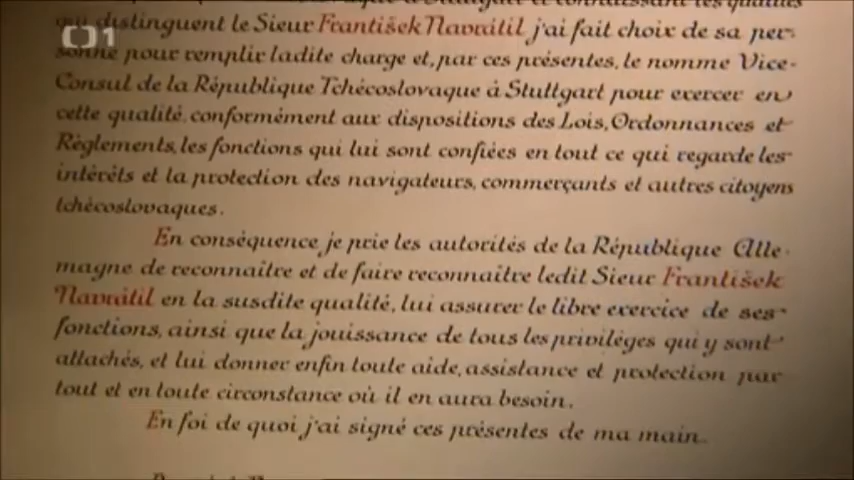 qui distinguent le Sieur František Navrátil j'ai fait choix de sa per-
sonne pour remplir ladite charge et, par ces présentes, le nomme Vice-
Consul de la République Tchécoslovaque à Stuttgart pour exercer en
cette qualité, conformément aux dispositions des Lois, Ordonnances et
Règlements, les fonctions qui lui sont confiées en tout ce qui regarde les
intérêts et la protection des navigateurs, commerçants et autres citoyens
tchécoslovaques.
En conséquence, je prie les autorités de la République Alle-
magne de reconnaître et de faire reconnaître ledit Sieur František
Navrátil en la susdite qualité, lui assurer le libre exercice de ses
fonctions, ainsi que la jouissance de tous les privilèges qui y sont
attachés, et lui donner enfin toute aide, assistance et protection par
tout et en toute circonstance où il en aura besoin.
En foi de quoi j'ai signé ces présentes de ma main.
C 1